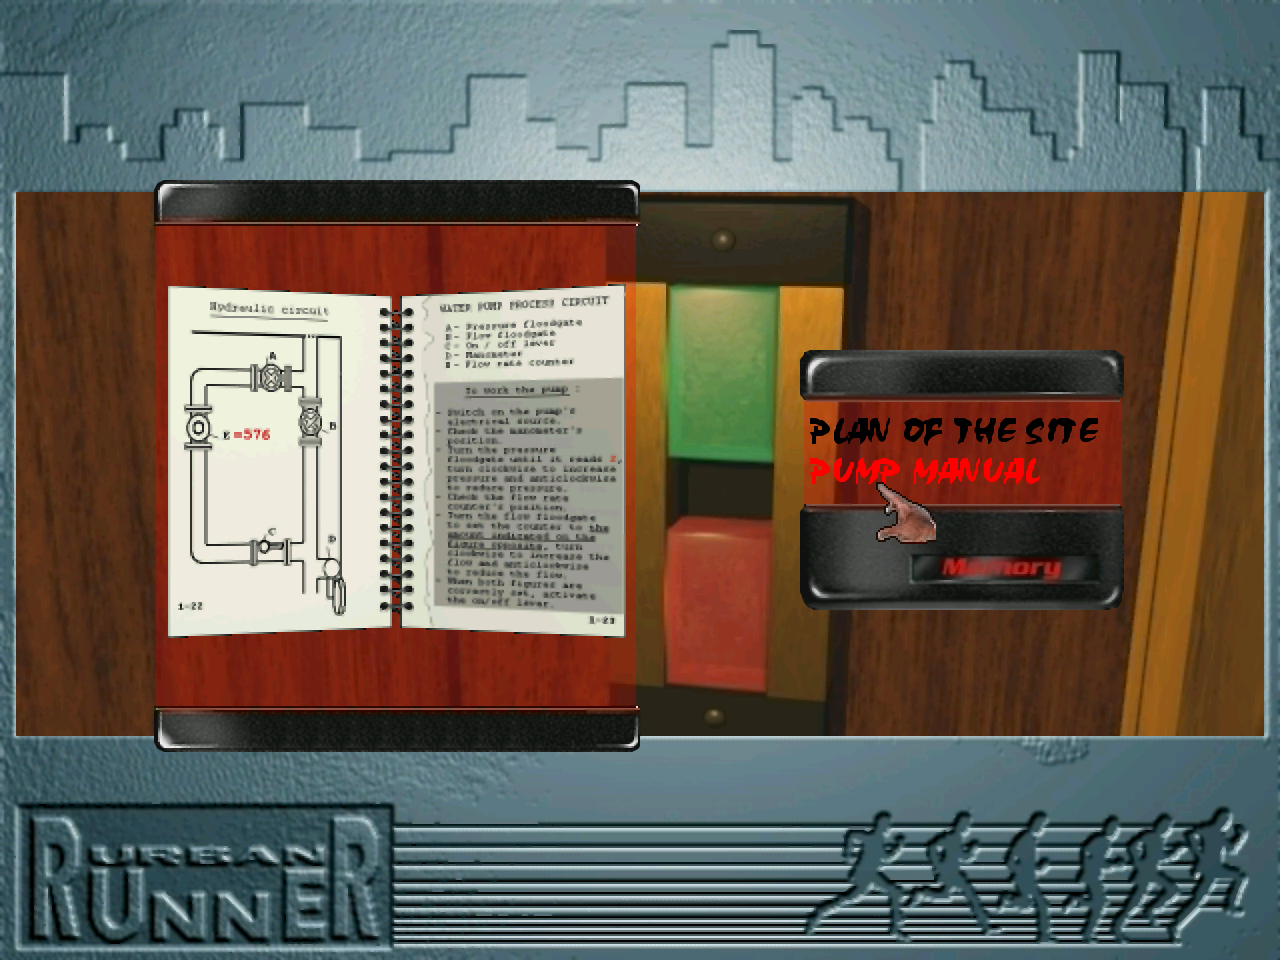 Hydraulic circuit
A
B
E =576
C
D
1-22
WATER PUMP PROCESS CIRCUIT
A- Pressure floodgate
B- Flow floodgate
C- On / off lever
D- Manometer
E- Flow rate counter
To work the pump :
- Switch on the pump's
electrical source.
- Check the manometer's
position.
- Turn the pressure
floodgate until it reads 2,
turn clockwise to increase
pressure and anticlockwise
to reduce pressure.
- Check the flow rate
counter's position.
- Turn the flow floodgate
to set the counter to the
amount indicated on the
figure opposite, turn
clockwise to increase the
flow and anticlockwise
to reduce the flow.
- When both figures are
correctly set, activate
the on/off lever.
1-23
PLAN OF THE SITE
PUMP MANUAL
Memory
URBAN
RUNNER